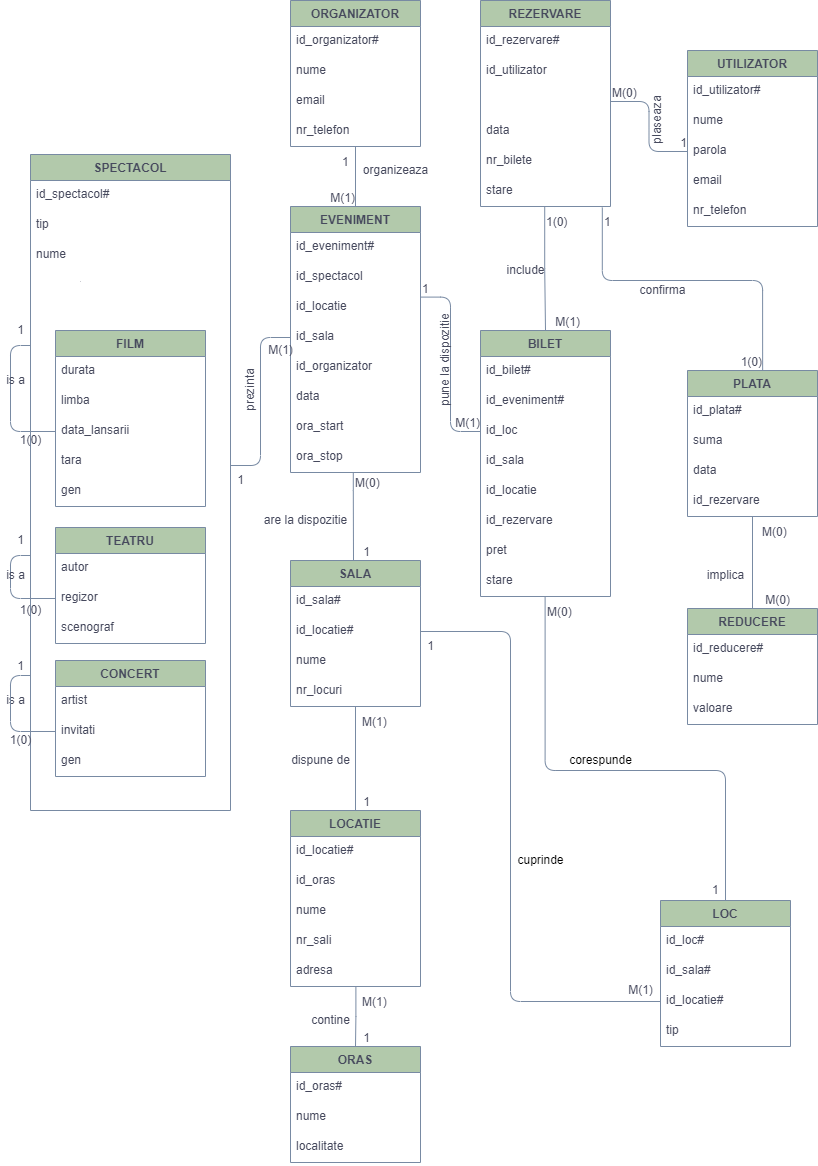 ORGANIZATOR
id_organizator#
nume
email
nr_telefon
REZERVARE
id_rezervare#
id_utilizator
data
nr_bilete
stare
UTILIZATOR
id_utilizator#
nume
parola
email
nr_telefon
M(0)
plaseaza
1
1
organizeaza
M(1)
SPECTACOL
id_spectacol#
tip
nume
FILM
durata
limba
data_lansarii
tara
gen
1
is a
1(0)
TEATRU
autor
regizor
scenograf
1
is a
1(0)
CONCERT
artist
invitati
gen
1
is a
1(0)
EVENIMENT
id_eveniment#
id_spectacol
id_locatie
id_sala
id_organizator
data
ora_start
ora_stop
M(1)
prezinta
1
1
pune la dispozitie
M(1)
1(0)
include
M(1)
1
confirma
1(0)
BILET
id_bilet#
id_eveniment#
id_loc
id_sala
id_locatie
id_rezervare
pret
stare
PLATA
id_plata#
suma
data
id_rezervare
M(0)
implica
M(0)
REDUCERE
id_reducere#
nume
valoare
M(0)
are la dispozitie
1
SALA
id_sala#
id_locatie#
nume
nr_locuri
M(1)
dispune de
1
1
cuprinde
M(1)
M(0)
corespunde
1
LOCATIE
id_locatie#
id_oras
nume
nr_sali
adresa
M(1)
contine
1
LOC
id_loc#
id_sala#
id_locatie#
tip
ORAS
id_oras#
nume
localitate